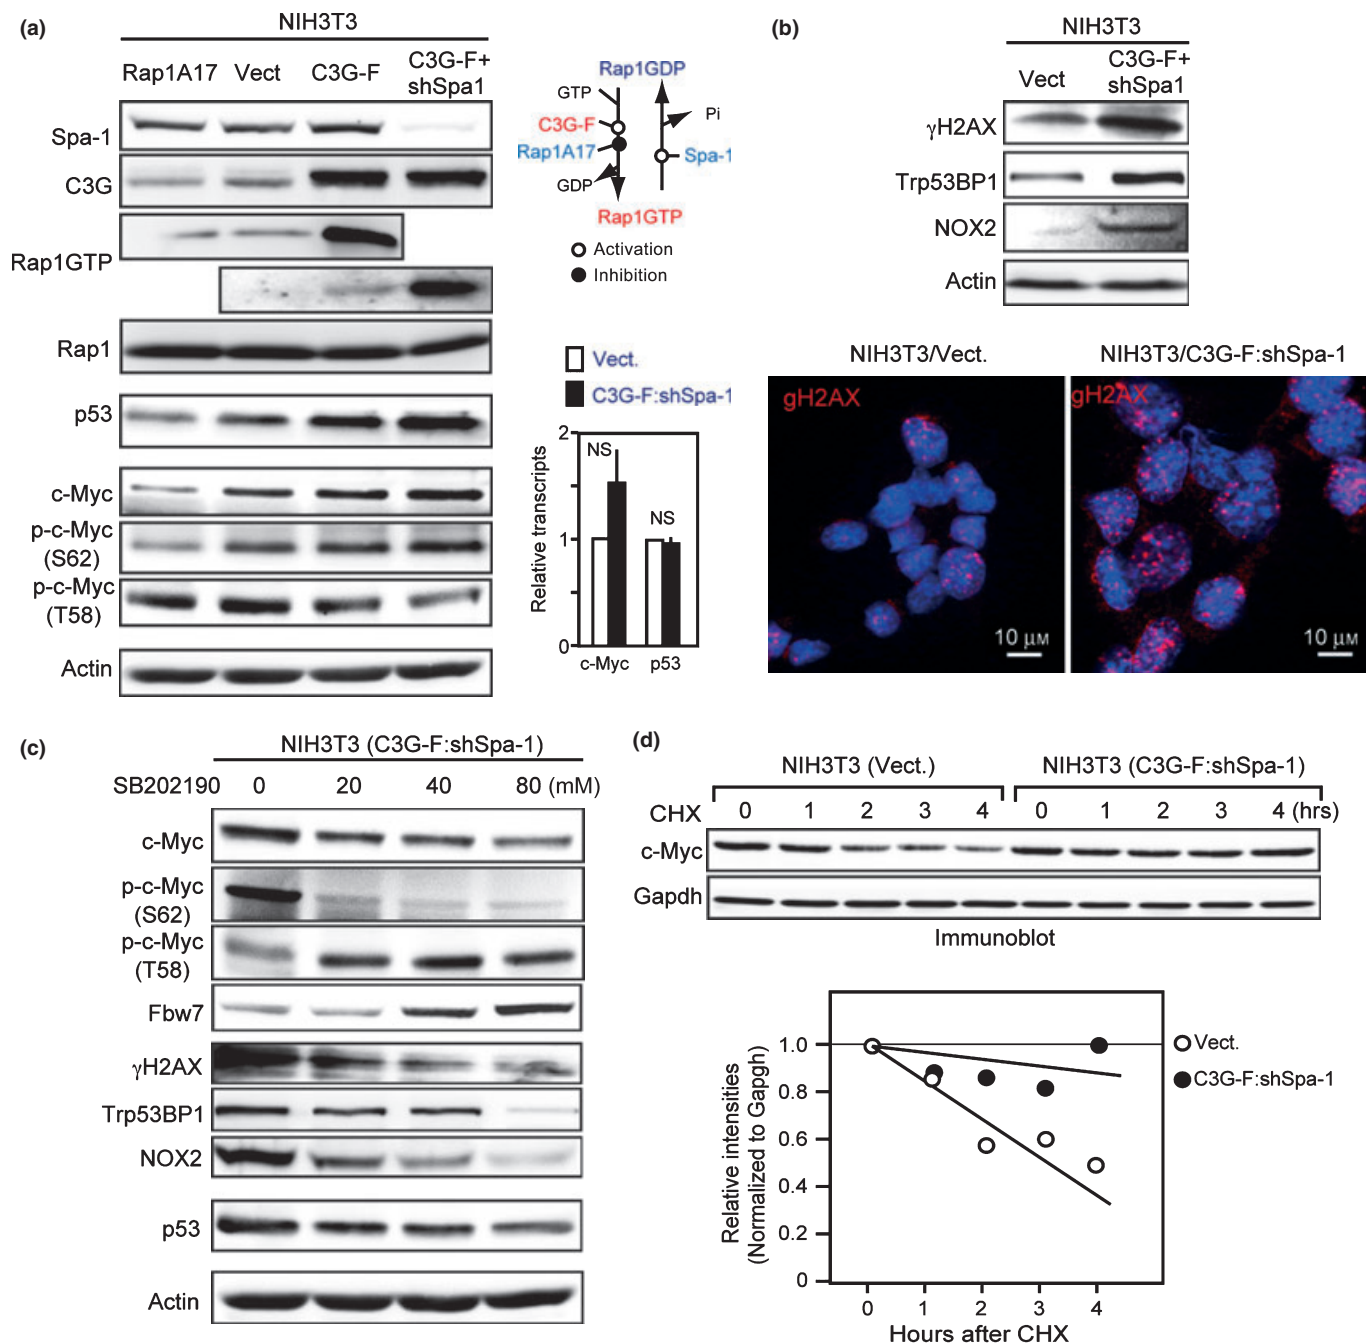 (a)
NIH3T3
Rap1A17 Vect C3G-F C3G-F+
shSpa1
Spa-1
C3G
Rap1GTP
Rap1
p53
c-Myc
p-c-Myc
(S62)
p-c-Myc
(T58)
Actin
Rap1GDP
GTP
Pi
C3G-F
Rap1A17
Spa-1
GDP
Rap1GTP
Activation
Inhibition
Vect.
C3G-F:shSpa-1
Relative transcripts
2
1
0
NS
NS
c-Myc p53
(b)
NIH3T3
Vect C3G-F+
shSpa1
γH2AX
Trp53BP1
NOX2
Actin
NIH3T3/Vect. NIH3T3/C3G-F:shSpa-1
gH2AX gH2AX
10 μM 10 μM
(c)
NIH3T3 (C3G-F:shSpa-1)
SB202190 0 20 40 80 (mM)
c-Myc
p-c-Myc
(S62)
p-c-Myc
(T58)
Fbw7
γH2AX
Trp53BP1
NOX2
p53
Actin
(d)
NIH3T3 (Vect.) NIH3T3 (C3G-F:shSpa-1)
CHX 0 1 2 3 4 0 1 2 3 4 (hrs)
c-Myc
Gapdh
Immunoblot
Relative intensities
(Normalized to Gapgh)
1.0
0.8
0.6
0.4
0.2
0
Vect.
C3G-F:shSpa-1
0 1 2 3 4
Hours after CHX